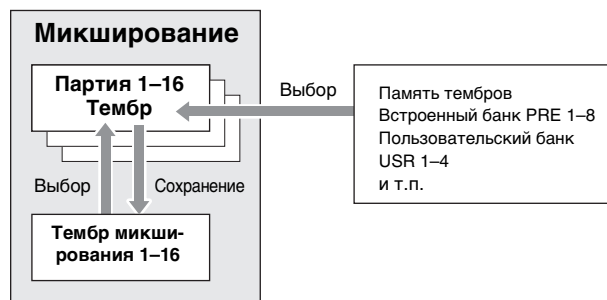 Микширование
Партия 1–16
Тембр
Выбор
Сохранение
Тембр микши-
рования 1–16
Выбор
Память тембров
Встроенный банк PRE 1–8
Пользовательский банк
USR 1–4
и т.п.